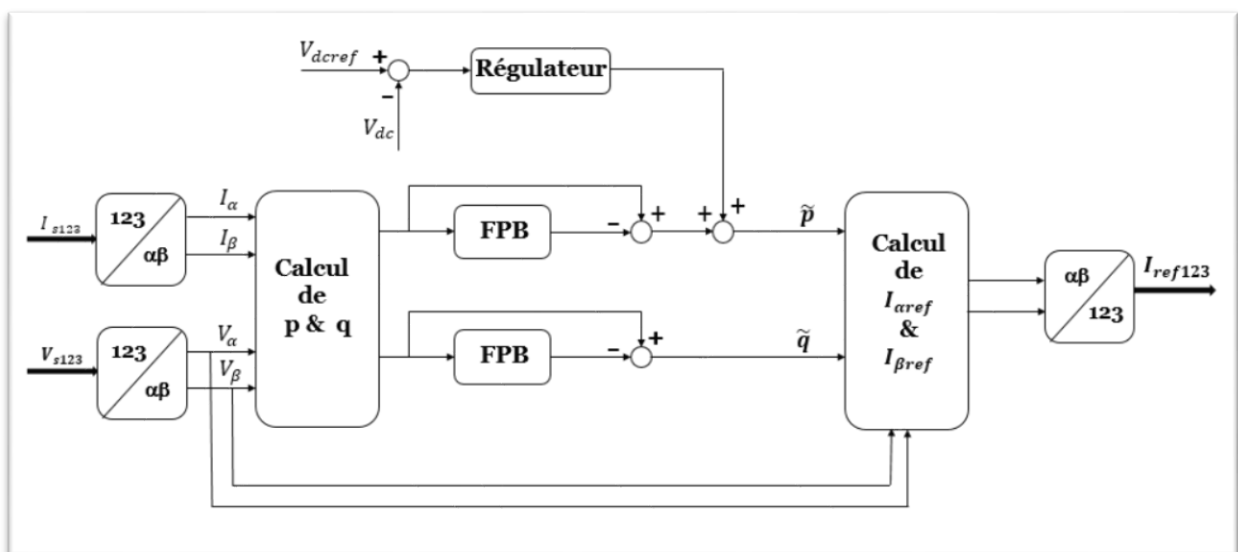 V_dcref +
−
V_dc
Régulateur
I_s123
123
αβ
I_α
I_β
V_s123
123
αβ
V_α
V_β
Calcul
de
p & q
FPB
− +
+ +
p̃
FPB
− +
q̃
Calcul
de
I_αref
&
I_βref
αβ
123
I_ref123